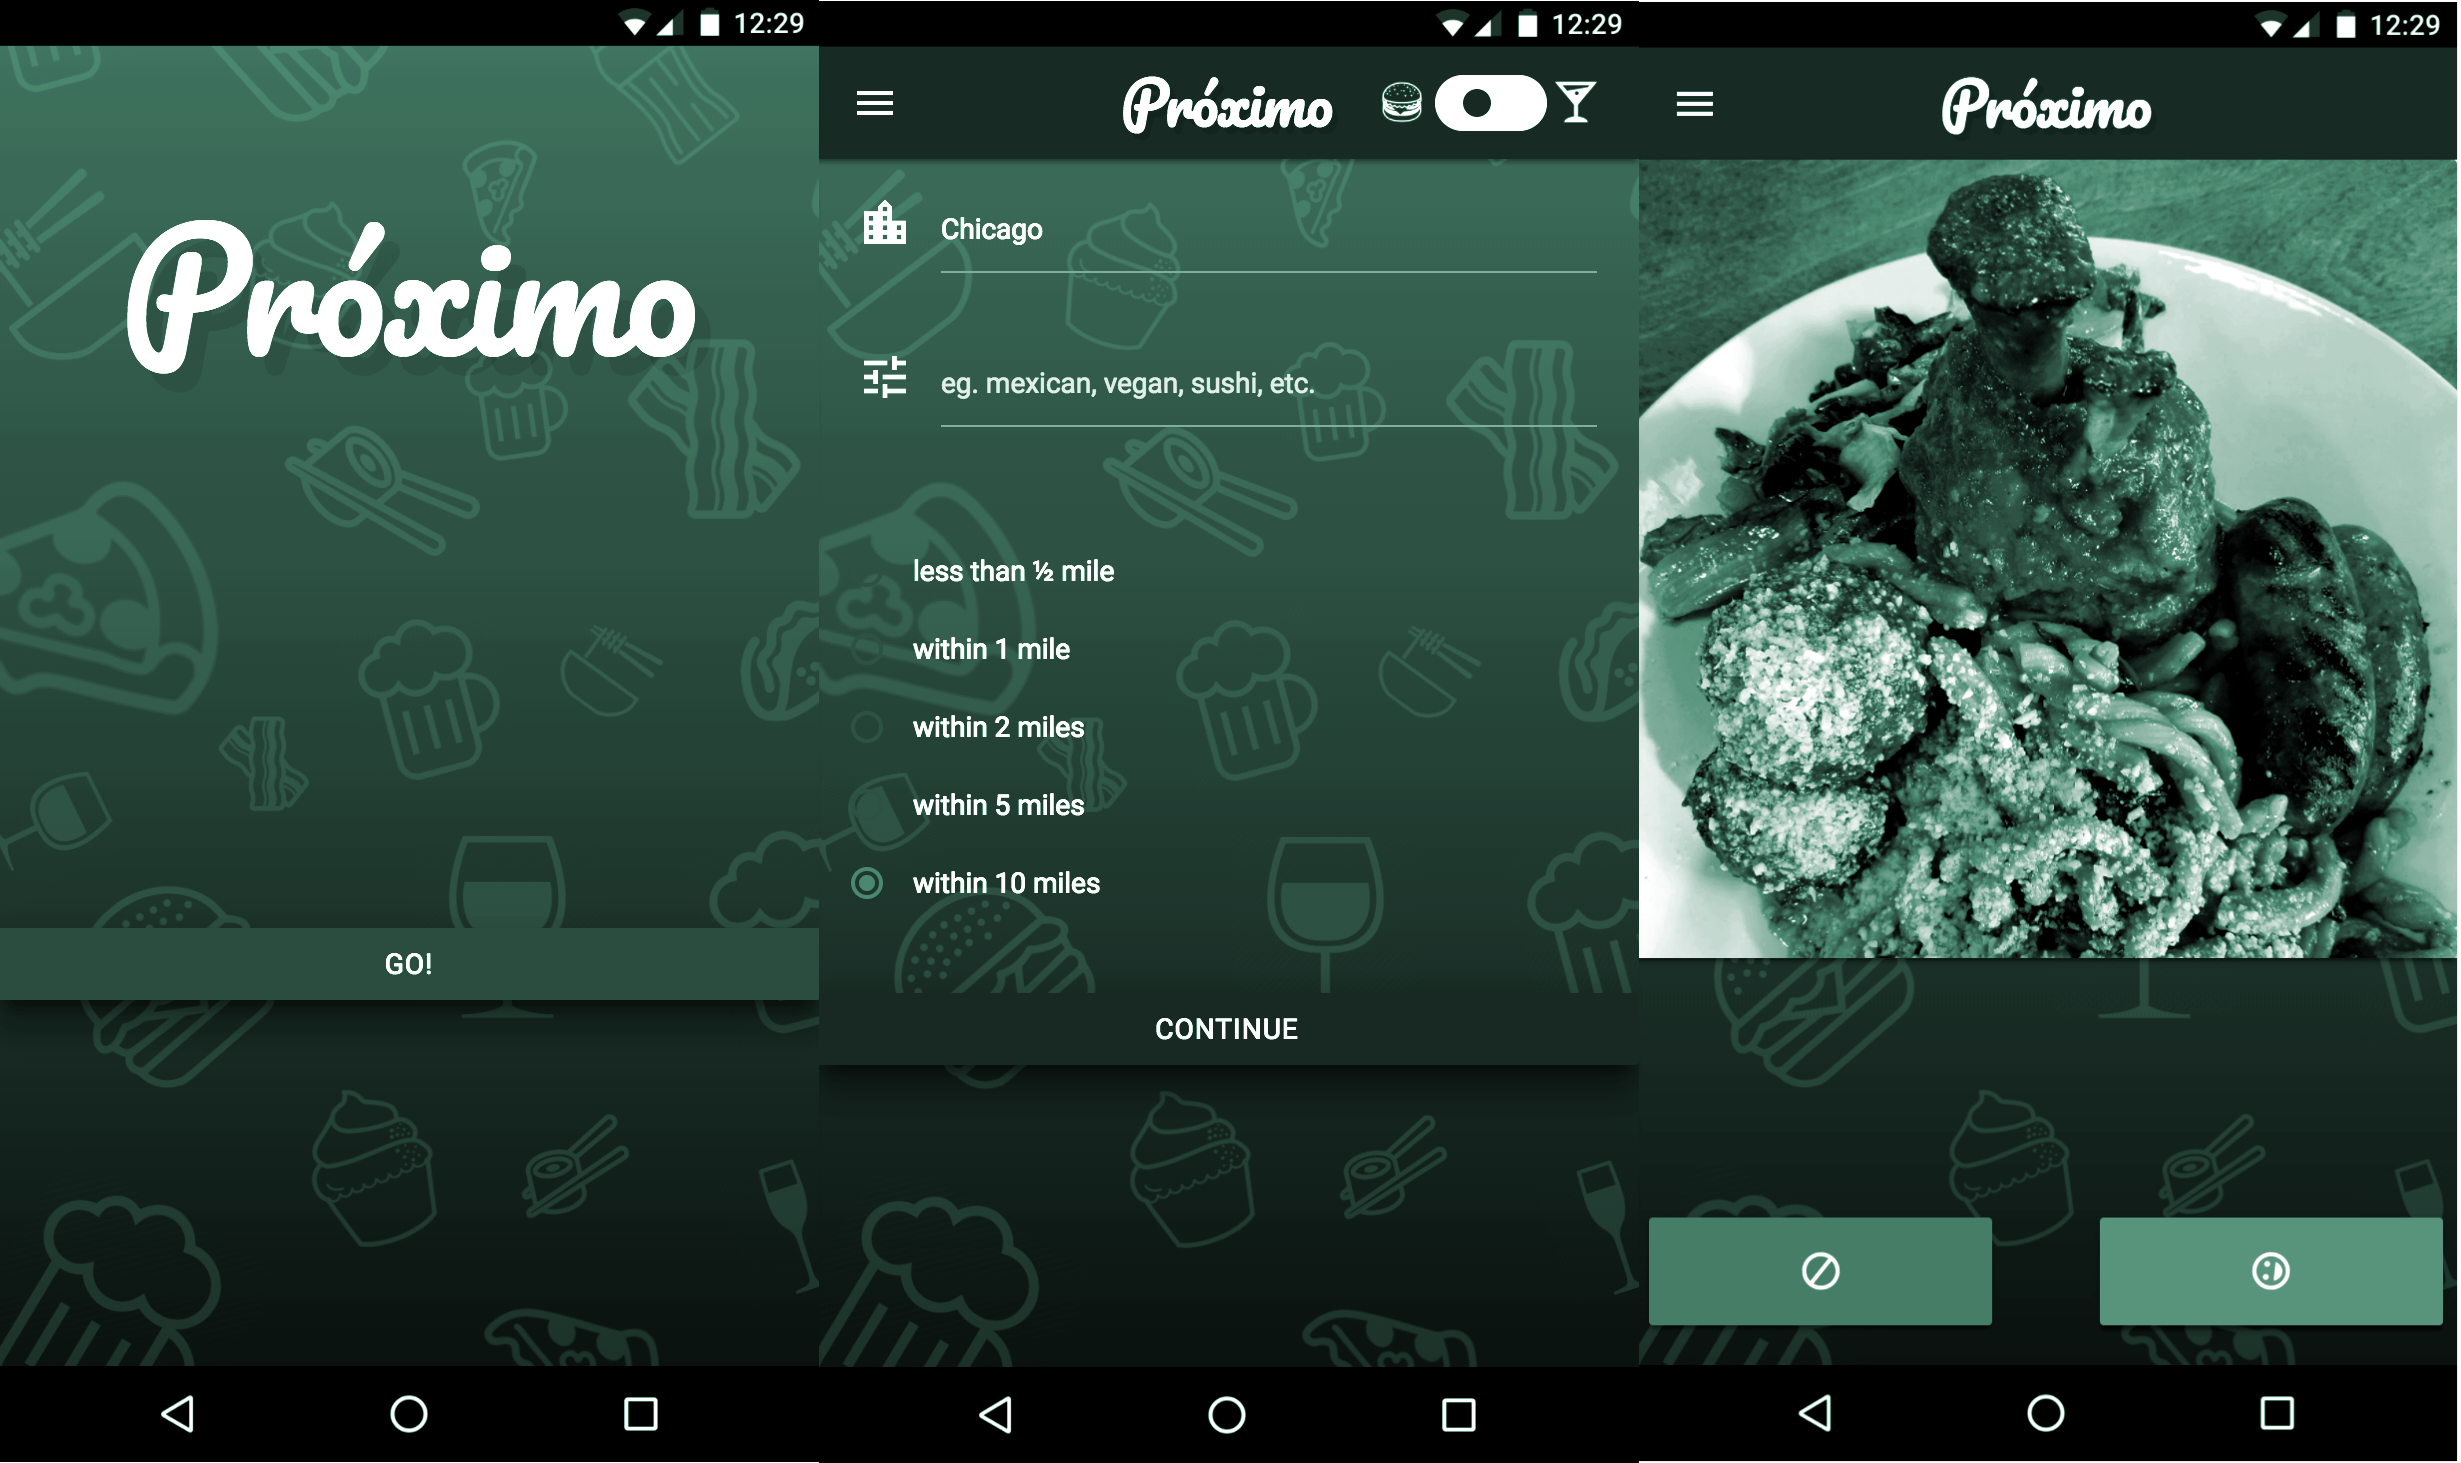 12:29
Próximo
GO!
12:29
Próximo
Chicago
eg. mexican, vegan, sushi, etc.
less than ½ mile
within 1 mile
within 2 miles
within 5 miles
within 10 miles
CONTINUE
12:29
Próximo